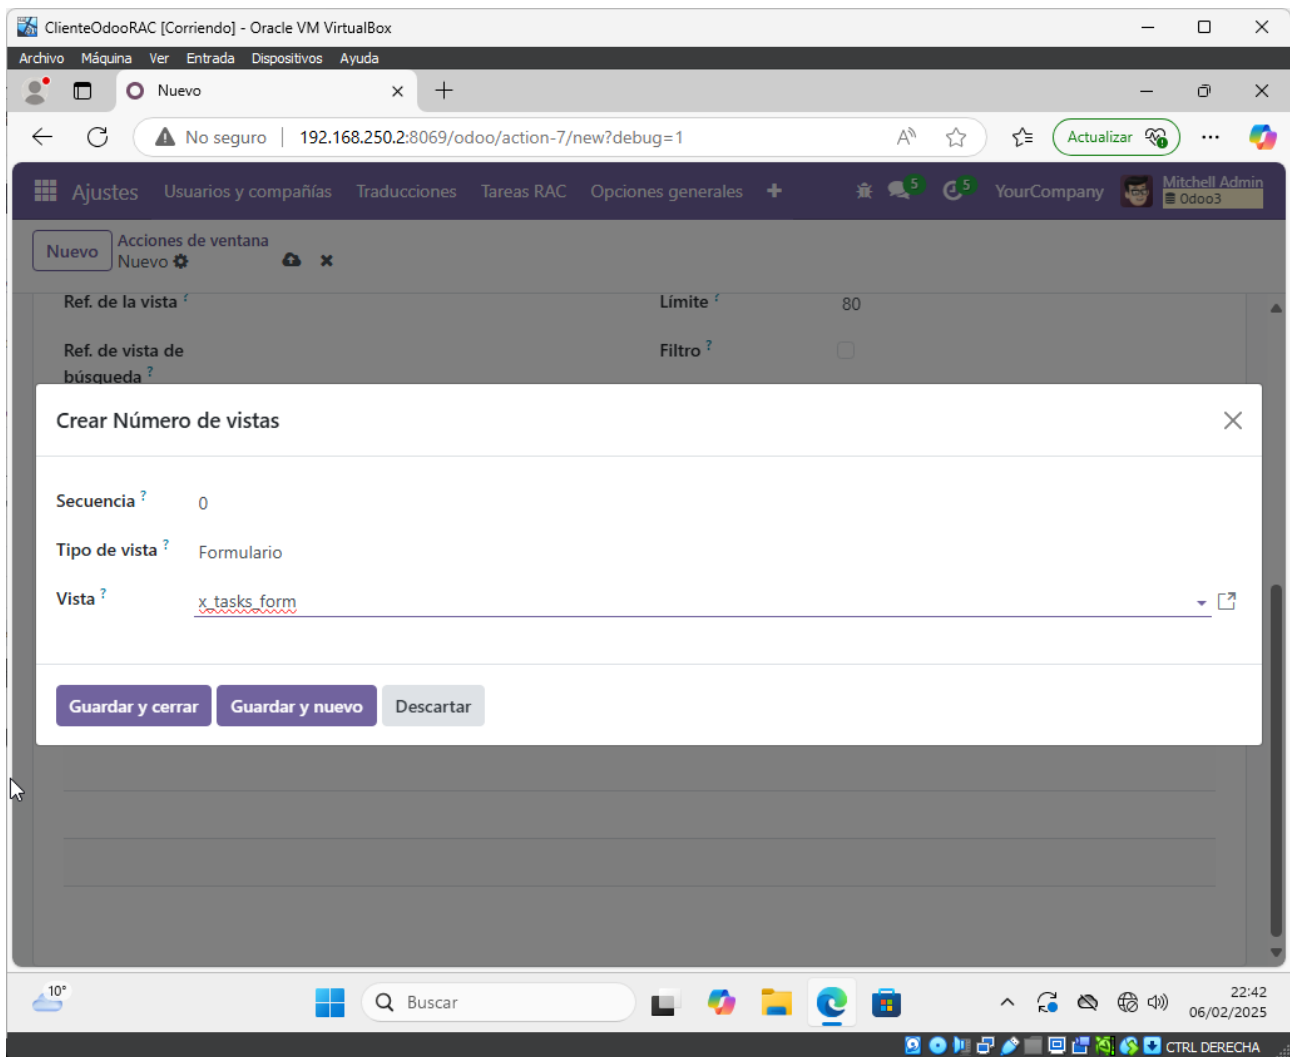 ClienteOdooRAC [Corriendo] - Oracle VM VirtualBox
Archivo Máquina Ver Entrada Dispositivos Ayuda
Nuevo
No seguro 192.168.250.2:8069/odoo/action-7/new?debug=1 Actualizar
Ajustes Usuarios y compañías Traducciones Tareas RAC Opciones generales 5 5 YourCompany Mitchell Admin
Odoo3
Nuevo Acciones de ventana
Nuevo
Ref. de la vista ? Límite ? 80
Ref. de vista de búsqueda ? Filtro ?
Crear Número de vistas
Secuencia ? 0
Tipo de vista ? Formulario
Vista ? x_tasks_form
Guardar y cerrar Guardar y nuevo Descartar
10° Buscar 22:42
06/02/2025
CTRL DERECHA